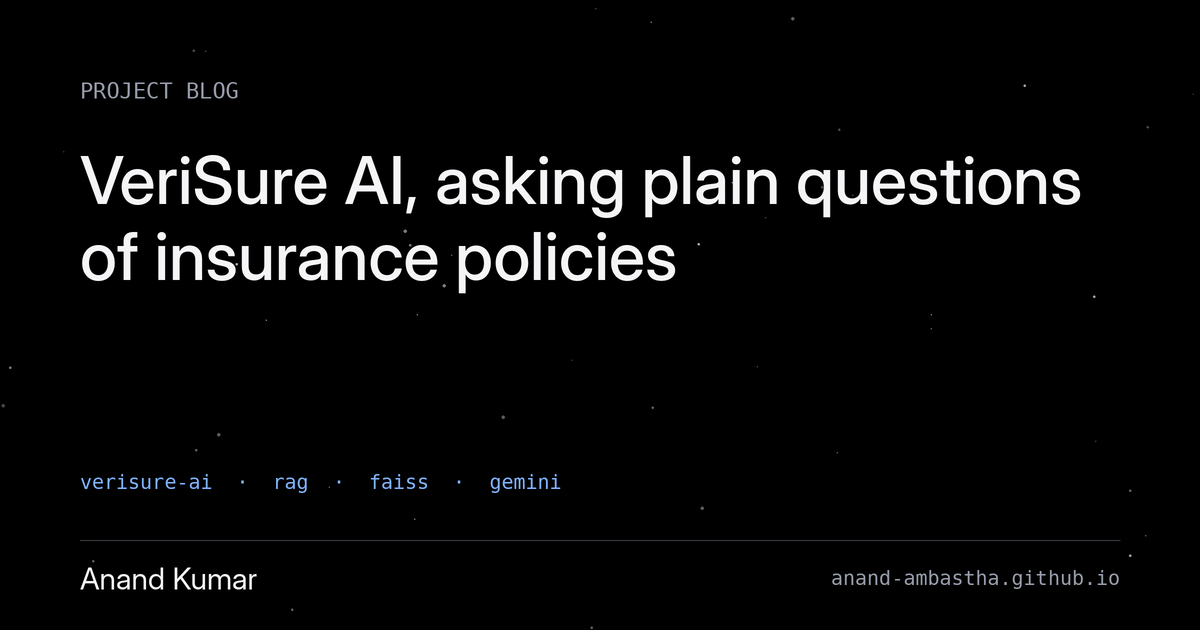 PROJECT BLOG
VeriSure AI, asking plain questions
of insurance policies
verisure-ai · rag · faiss · gemini
Anand Kumar
anand-ambastha.github.io